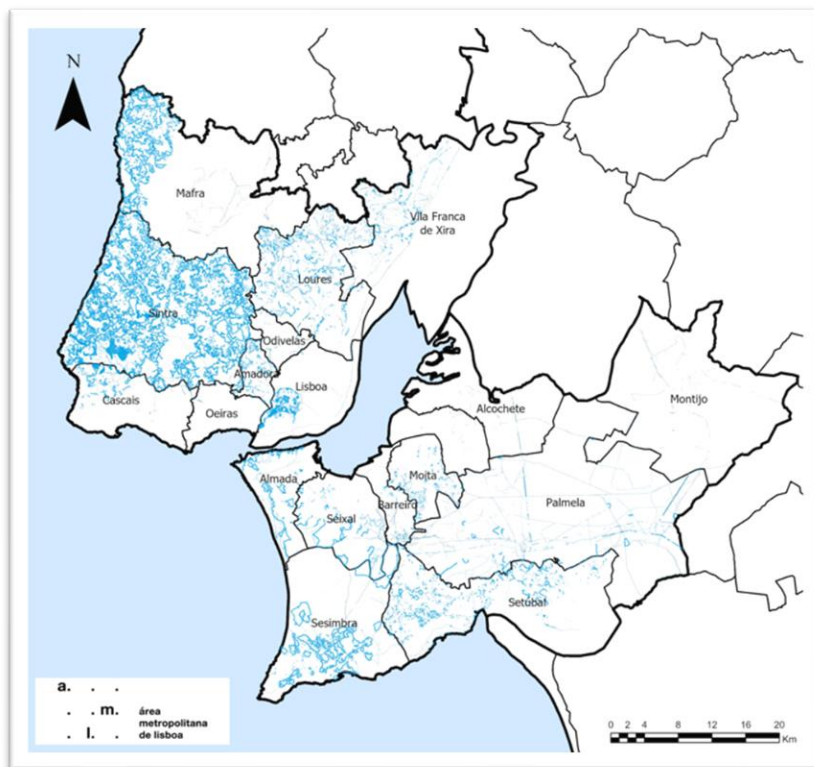 N
Mafra
Vila Franca
de Xira
Loures
Sintra
Odivelas
Amadora
Lisboa
Cascais
Oeiras
Alcochete
Montijo
Moita
Almada
Barreiro
Seixal
Palmela
Setúbal
Sesimbra
a. . .
. . m. área
metropolitana
. l. . de lisboa
0 2 4 8 12 16 20
Km